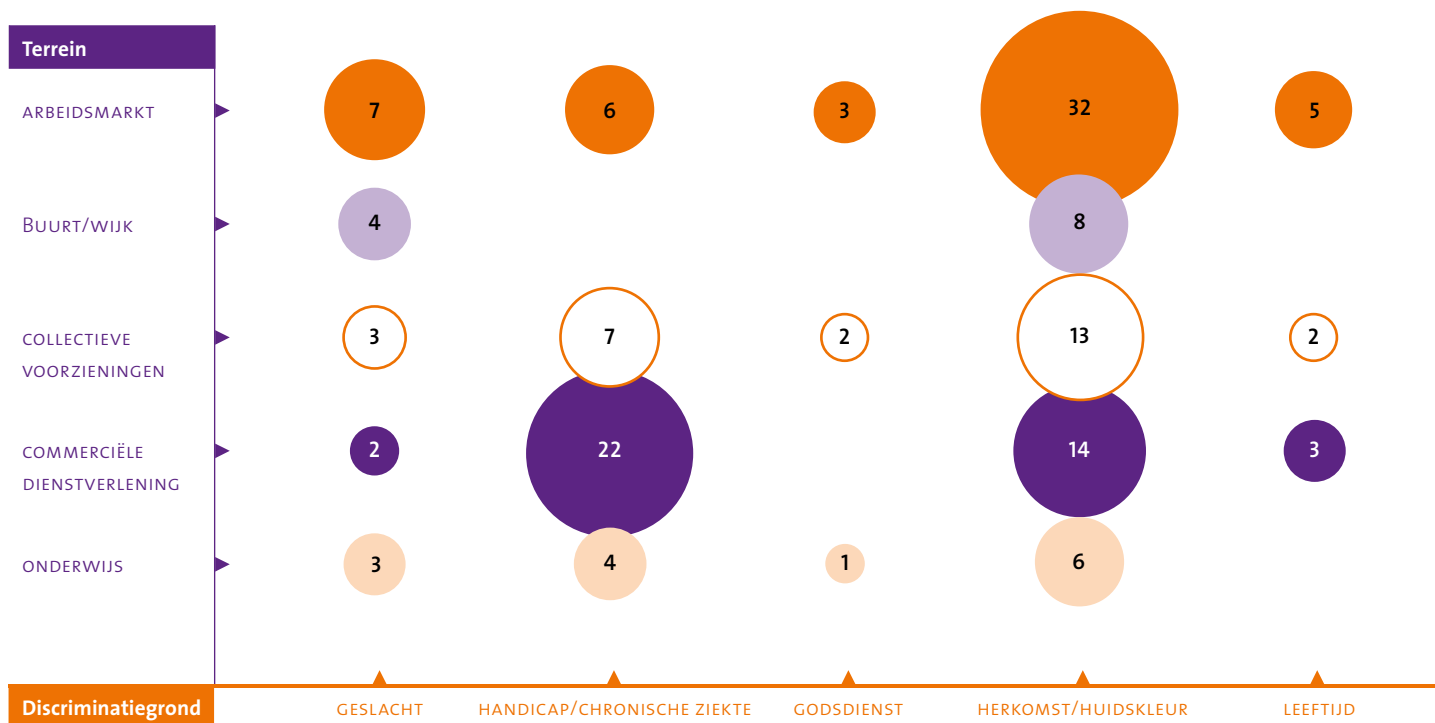 Terrein
ARBEIDSMARKT
7
6
3
32
5
BUURT/WIJK
4
8
COLLECTIEVE
VOORZIENINGEN
3
7
2
13
2
COMMERCIËLE
DIENSTVERLENING
2
22
14
3
ONDERWIJS
3
4
1
6
Discriminatiegrond
GESLACHT
HANDICAP/CHRONISCHE ZIEKTE
GODSDIENST
HERKOMST/HUIDSKLEUR
LEEFTIJD